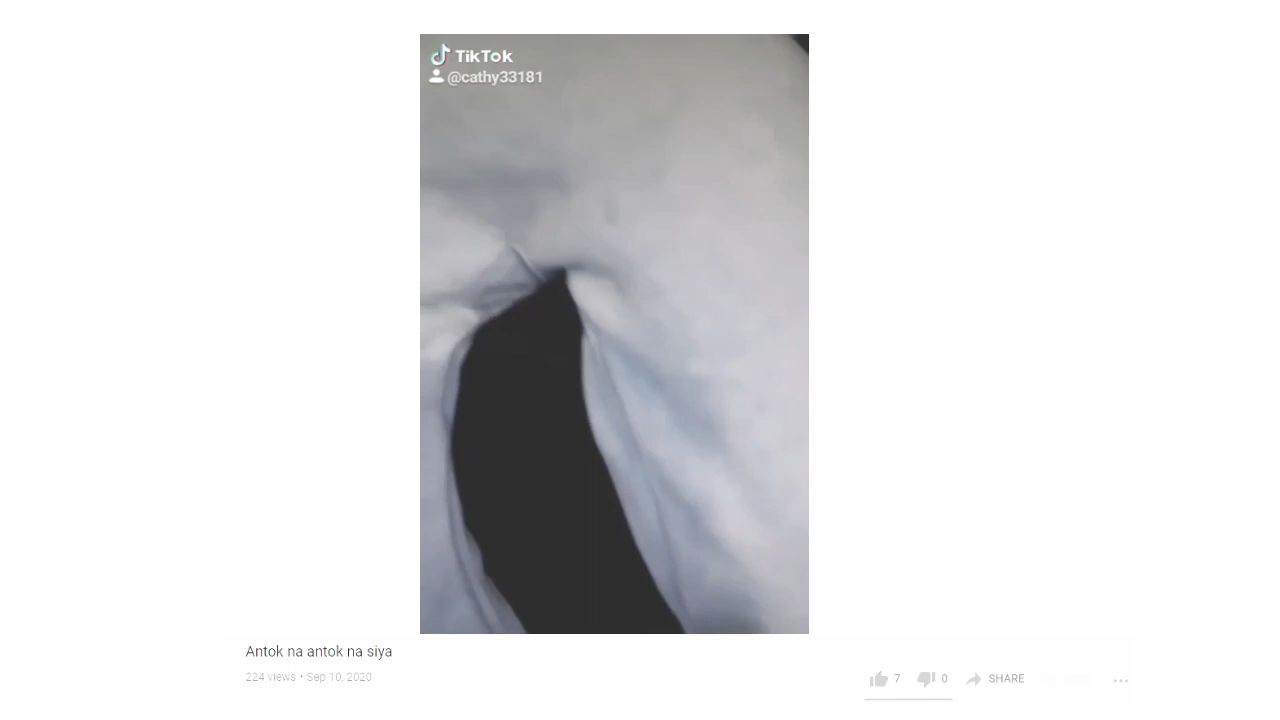 TikTok
@cathy33181
Antok na antok na siya
224 views • Sep 10, 2020
7
0
SHARE